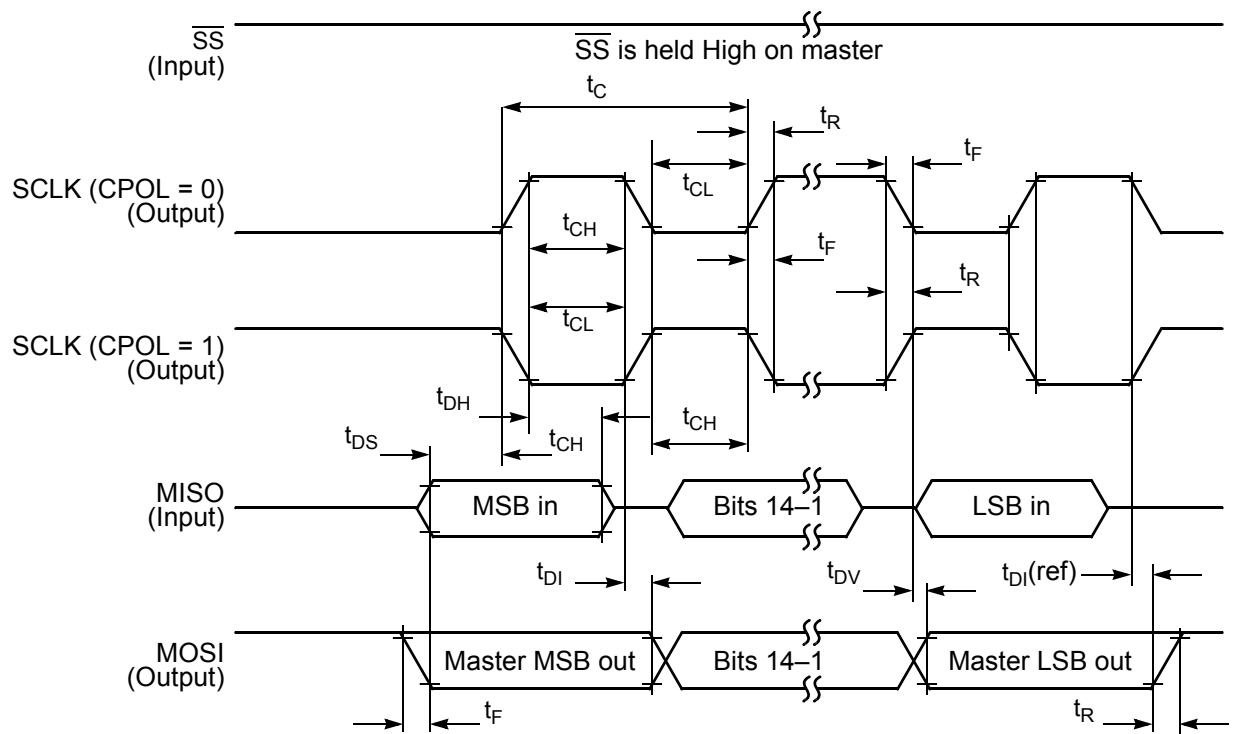 SS
(Input)
SS is held High on master
tC
tR
tF
SCLK (CPOL = 0)
(Output)
tCL
tCH
tF
tR
tCL
SCLK (CPOL = 1)
(Output)
tDH
tCH
tCH
tDS
MISO
(Input)
MSB in
Bits 14–1
LSB in
tDI
tDV
tDI(ref)
MOSI
(Output)
Master MSB out
Bits 14–1
Master LSB out
tF
tR